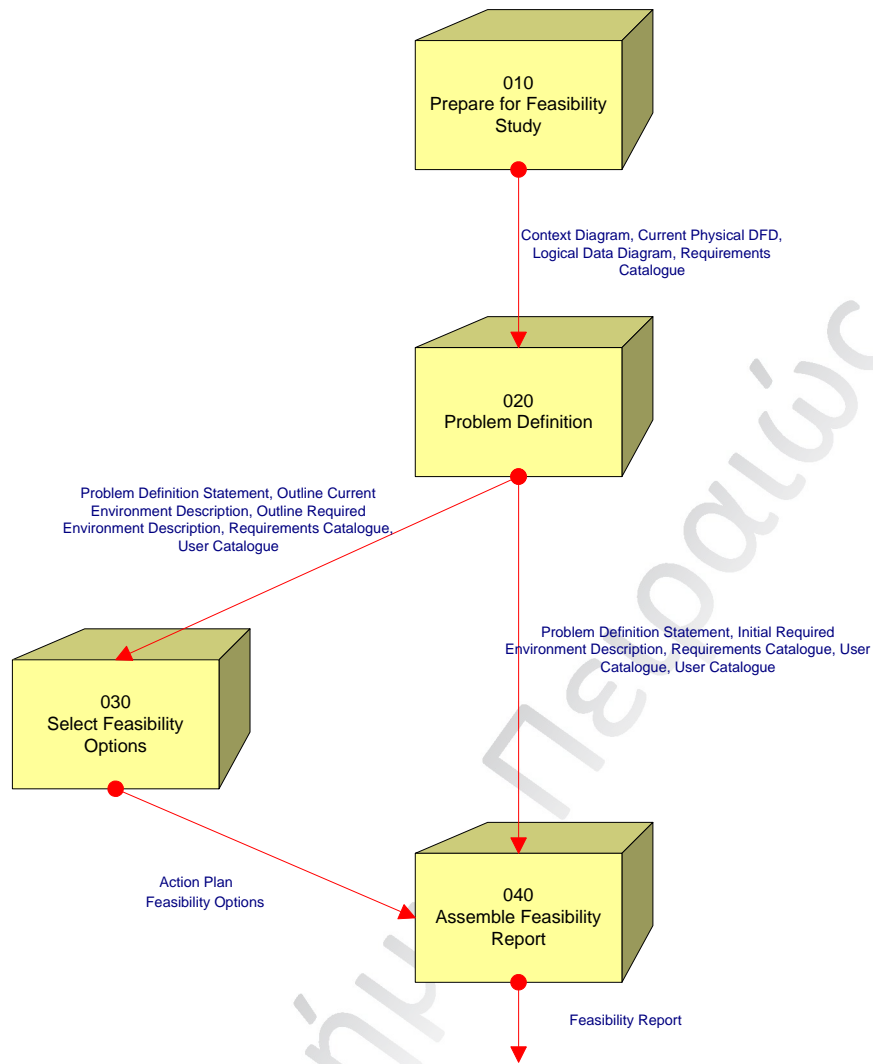 010
Prepare for Feasibility
Study
Context Diagram, Current Physical DFD,
Logical Data Diagram, Requirements
Catalogue
020
Problem Definition
Problem Definition Statement, Outline Current
Environment Description, Outline Required
Environment Description, Requirements Catalogue,
User Catalogue
Problem Definition Statement, Initial Required
Environment Description, Requirements Catalogue, User
Catalogue, User Catalogue
030
Select Feasibility
Options
Action Plan
Feasibility Options
040
Assemble Feasibility
Report
Feasibility Report
Πειραιώς